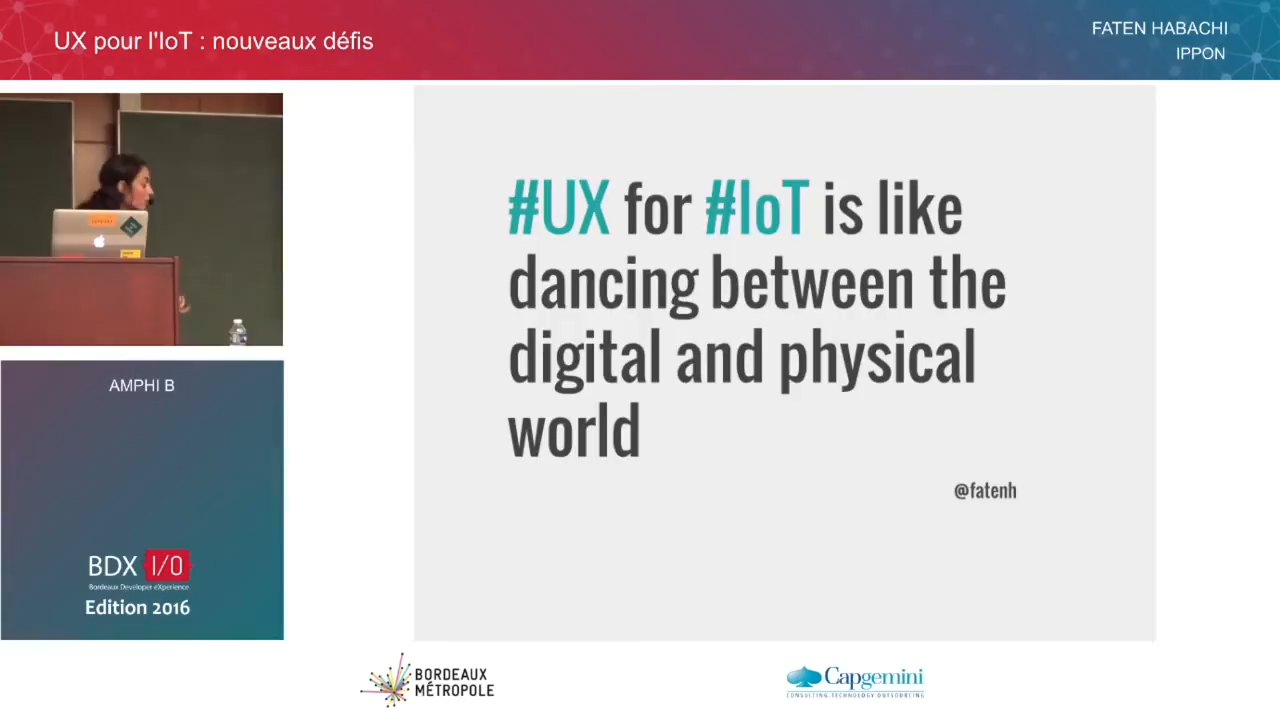 UX pour l'IoT : nouveaux défis
FATEN HABACHI
IPPON
#UX for #IoT is like
dancing between the
digital and physical
world
@fatenh
AMPHI B
BDX I/O
Bordeaux Developer eXperience
Edition 2016
BORDEAUX
MÉTROPOLE
Capgemini
CONSULTING.TECHNOLOGY.OUTSOURCING